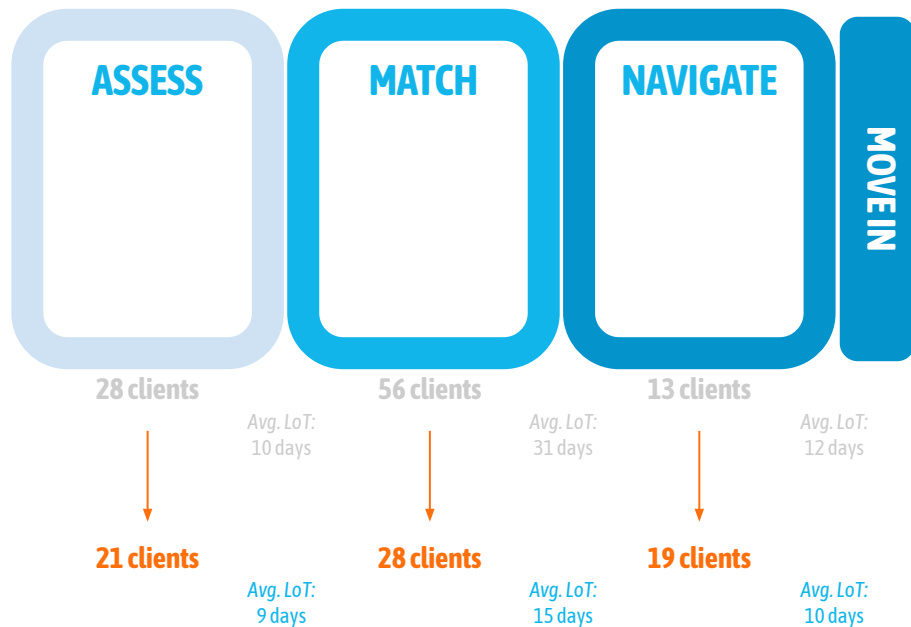 ASSESS
MATCH
NAVIGATE
MOVE IN
28 clients
56 clients
13 clients
Avg. LoT:
10 days
Avg. LoT:
31 days
Avg. LoT:
12 days
21 clients
28 clients
19 clients
Avg. LoT:
9 days
Avg. LoT:
15 days
Avg. LoT:
10 days